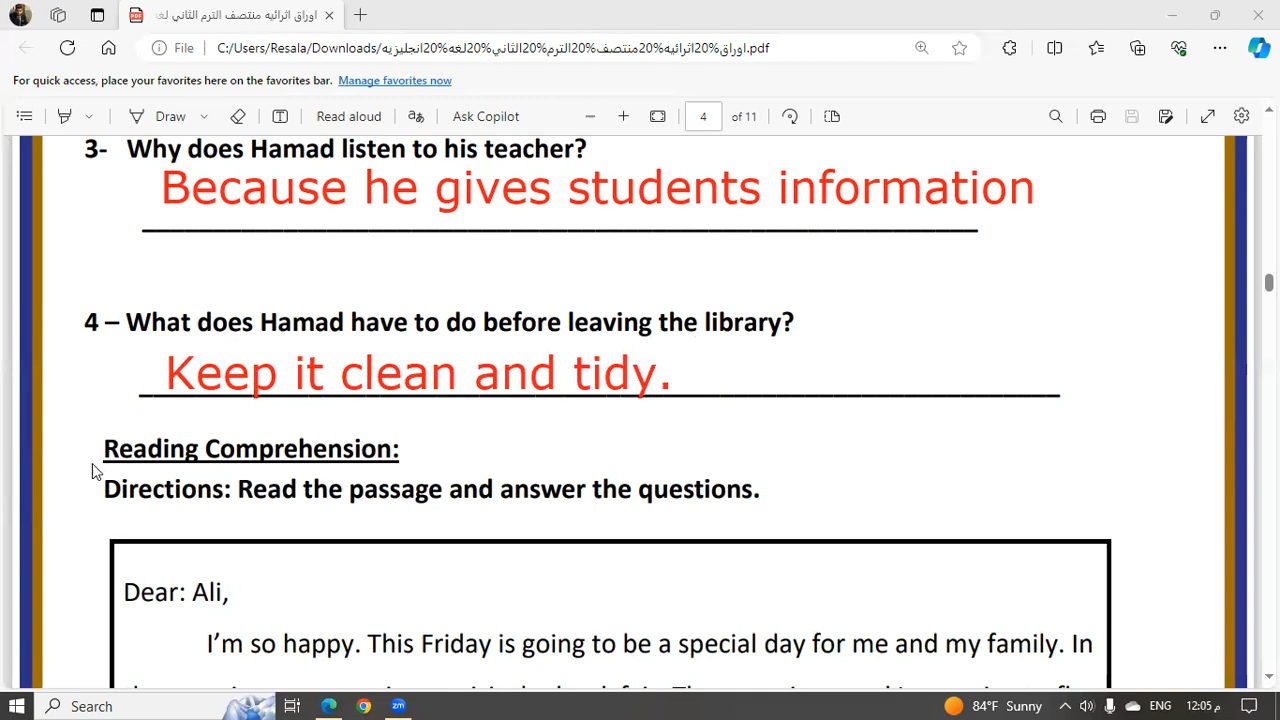 اوراق اثرائيه منتصف الترم الثاني لغ
File
C:/Users/Resala/Downloads/اوراق%20اثرائيه%20منتصف%20الترم%20الثاني%20لغه%20انجليزيه.pdf
For quick access, place your favorites here on the favorites bar. Manage favorites now
Draw
Read aloud
Ask Copilot
4 of 11
3- Why does Hamad listen to his teacher?
Because he gives students information
4 – What does Hamad have to do before leaving the library?
Keep it clean and tidy.
Reading Comprehension:
Directions: Read the passage and answer the questions.
Dear: Ali,
I'm so happy. This Friday is going to be a special day for me and my family. In
Search
84°F Sunny
ENG
12:05 م